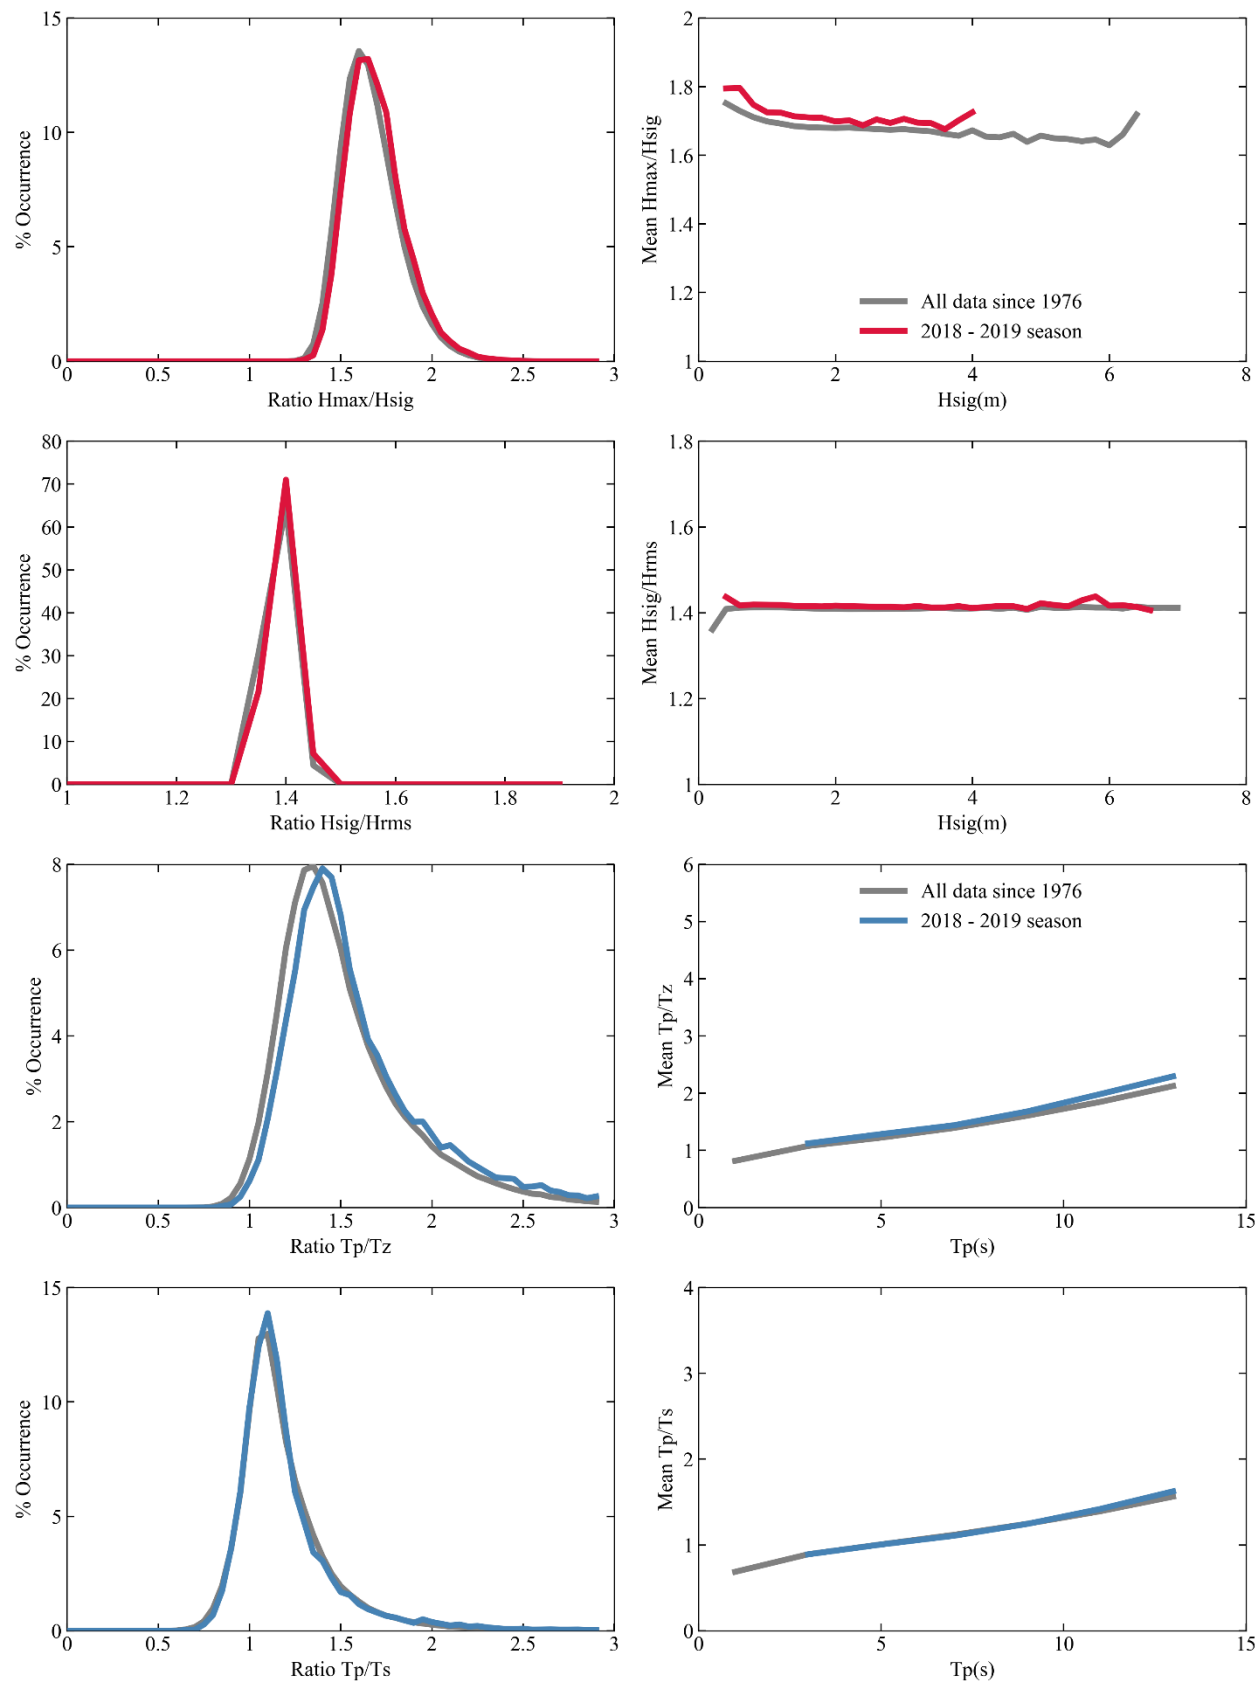 15
10
5
0
% Occurrence
0 0.5 1 1.5 2 2.5 3
Ratio Hmax/Hsig
2
1.8
1.6
1.4
1.2
1
Mean Hmax/Hsig
All data since 1976
2018 - 2019 season
0 2 4 6 8
Hsig(m)
80
70
60
50
40
30
20
10
0
% Occurrence
1 1.2 1.4 1.6 1.8 2
Ratio Hsig/Hrms
1.8
1.6
1.4
1.2
1
Mean Hsig/Hrms
0 2 4 6 8
Hsig(m)
8
6
4
2
0
% Occurrence
0 0.5 1 1.5 2 2.5 3
Ratio Tp/Tz
6
5
4
3
2
1
0
Mean Tp/Tz
All data since 1976
2018 - 2019 season
0 5 10 15
Tp(s)
15
10
5
0
% Occurrence
0 0.5 1 1.5 2 2.5 3
Ratio Tp/Ts
4
3
2
1
0
Mean Tp/Ts
0 5 10 15
Tp(s)